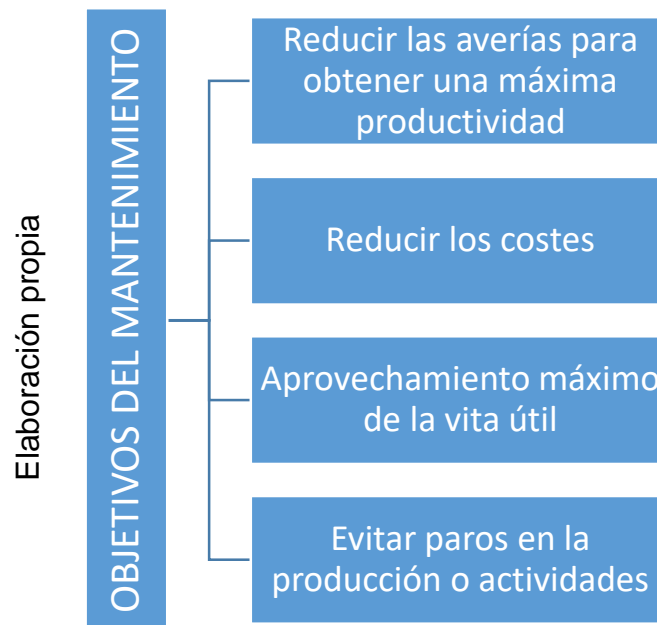 Elaboración propia
OBJETIVOS DEL MANTENIMIENTO
Reducir las averías para
obtener una máxima
productividad
Reducir los costes
Aprovechamiento máximo
de la vita útil
Evitar paros en la
producción o actividades